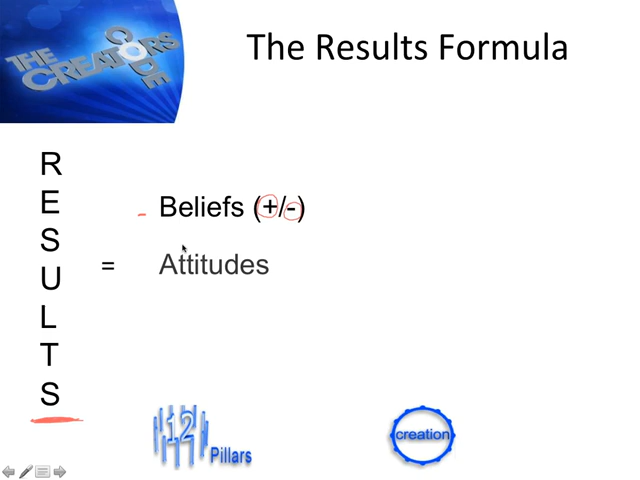 THE
CREATORS
CODE
The Results Formula
R
E
S
U
L
T
S
=
- Beliefs (+/-)
Attitudes
12
Pillars
creation